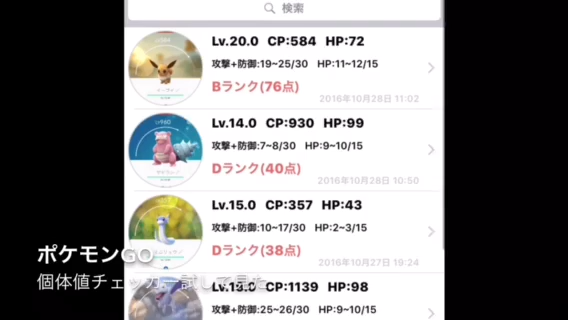 検索
Lv.20.0 CP:584 HP:72
攻撃+防御:19~25/30 HP:11~12/15
Bランク(76点)
2016年10月28日 11:02
Lv.14.0 CP:930 HP:99
攻撃+防御:7~8/30 HP:9~10/15
Dランク(40点)
2016年10月28日 10:50
Lv.15.0 CP:357 HP:43
攻撃+防御:10~17/30 HP:2~3/15
Dランク(38点)
2016年10月27日 19:24
ポケモンGO
個体値チェッカー試して見た
CP:1139 HP:98
攻撃+防御:25~26/30 HP:9~10/15